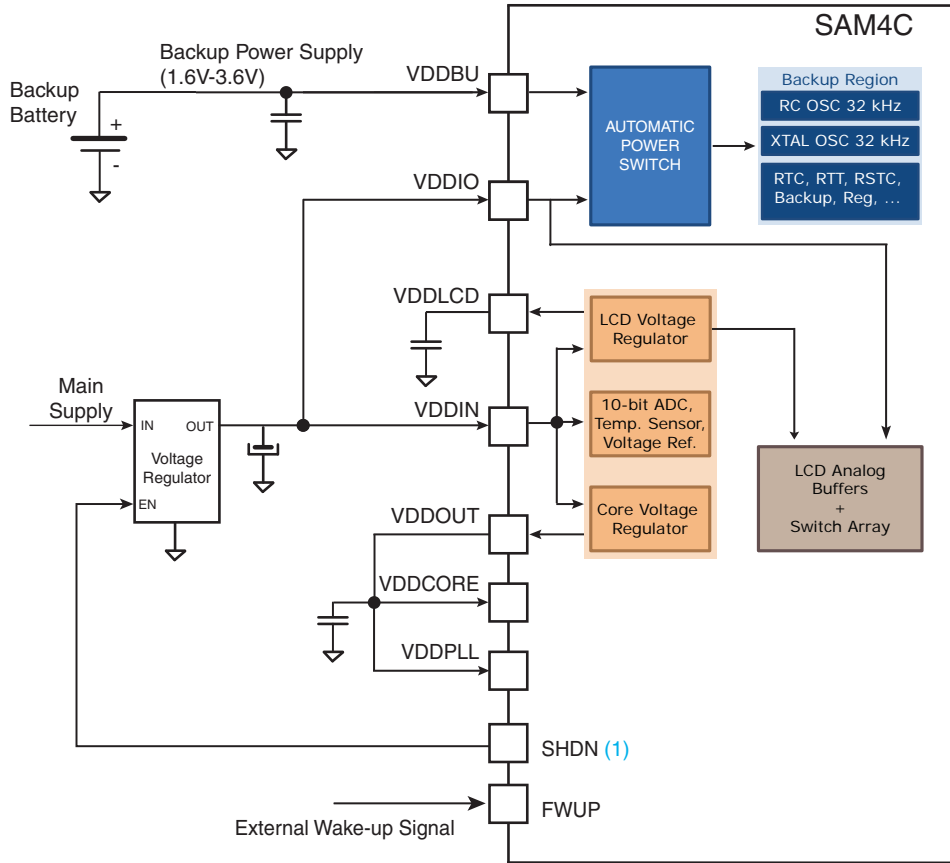 SAM4C
Backup Power Supply
(1.6V-3.6V)
VDDBU
Backup
Battery
+
-
AUTOMATIC
POWER
SWITCH
Backup Region
RC OSC 32 kHz
XTAL OSC 32 kHz
RTC, RTT, RSTC,
Backup, Reg, ...
VDDIO
VDDLCD
LCD Voltage
Regulator
Main
Supply
VDDIN
10-bit ADC,
Temp. Sensor,
Voltage Ref.
IN
OUT
Voltage
Regulator
EN
LCD Analog
Buffers
+
Switch Array
Core Voltage
Regulator
VDDOUT
VDDCORE
VDDPLL
SHDN (1)
FWUP
External Wake-up Signal